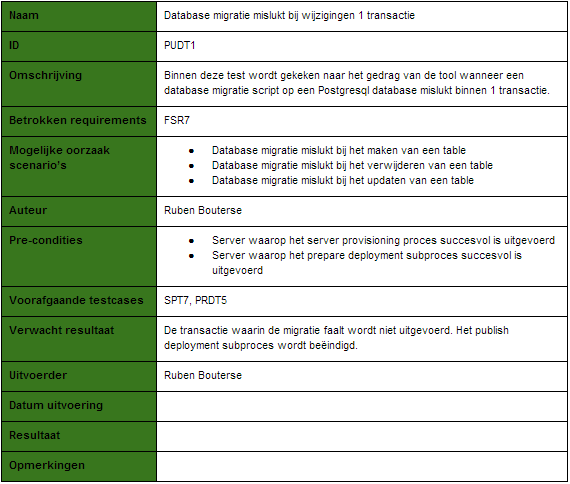 Naam
Database migratie mislukt bij wijzigingen 1 transactie
ID
PUDT1
Omschrijving
Binnen deze test wordt gekeken naar het gedrag van de tool wanneer een
database migratie script op een Postgresql database mislukt binnen 1 transactie.
Betrokken requirements
FSR7
Mogelijke oorzaak
scenario's
● Database migratie mislukt bij het maken van een table
● Database migratie mislukt bij het verwijderen van een table
● Database migratie mislukt bij het updaten van een table
Auteur
Ruben Bouterse
Pre-condities
● Server waarop het server provisioning proces succesvol is uitgevoerd
● Server waarop het prepare deployment subproces succesvol is
uitgevoerd
Voorafgaande testcases
SPT7, PRDT5
Verwacht resultaat
De transactie waarin de migratie faalt wordt niet uitgevoerd. Het publish
deployment subproces wordt beëindigd.
Uitvoerder
Ruben Bouterse
Datum uitvoering
Resultaat
Opmerkingen